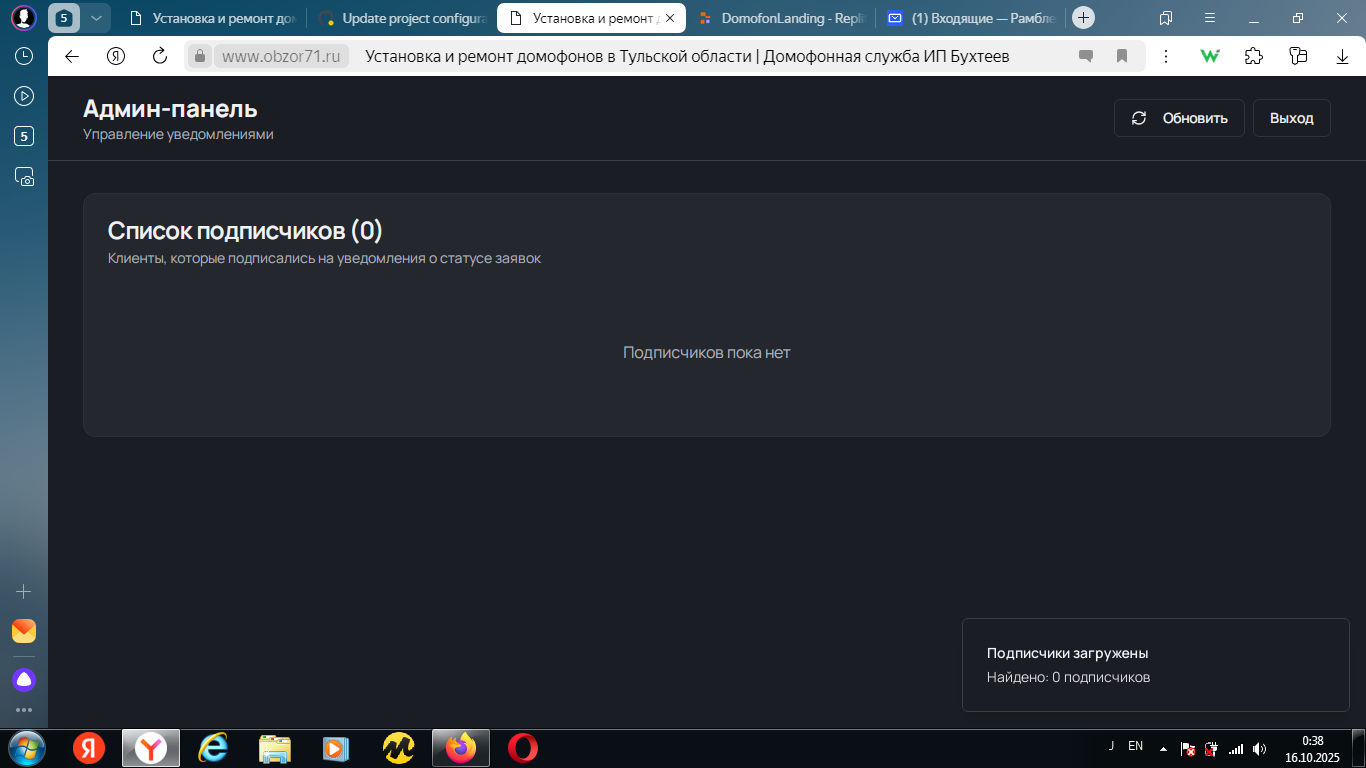 5
Установка и ремонт до
Update project configura
Установка и ремонт
DomofonLanding - Repli
(1) Входящие — Рамбле
www.obzor71.ru
Установка и ремонт домофонов в Тульской области | Домофонная служба ИП Бухтеев
5
Админ-панель
Управление уведомлениями
Обновить
Выход
Список подписчиков (0)
Клиенты, которые подписались на уведомления о статусе заявок
Подписчиков пока нет
Подписчики загружены
Найдено: 0 подписчиков
J
EN
0:38
16.10.2025